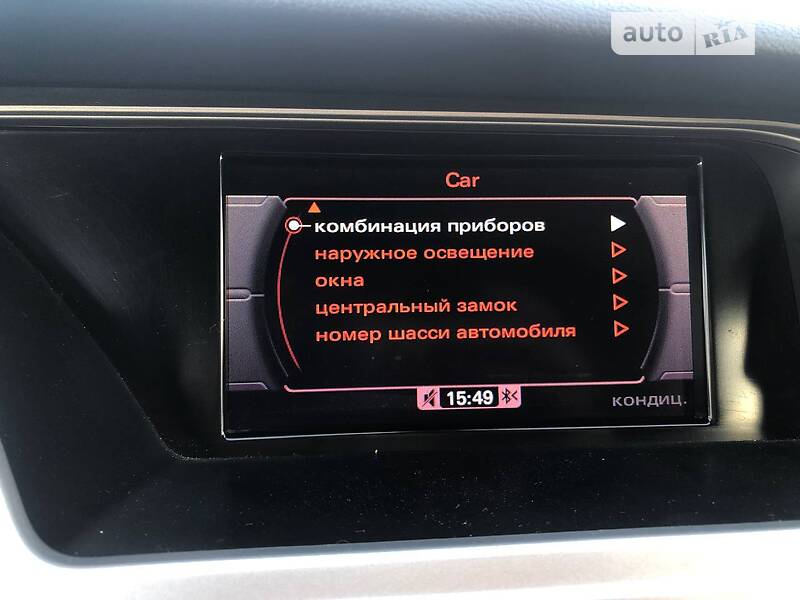 auto RIA
Car
комбинация приборов
наружное освещение
окна
центральный замок
номер шасси автомобиля
15:49
кондиц.